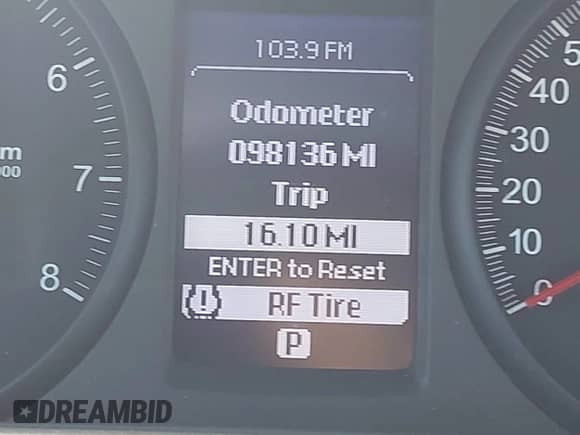 103.9 FM
Odometer
098136 MI
Trip
16.10 MI
ENTER to Reset
RF Tire
P
6
7
8
5
40
30
20
10
0
DREAMBID